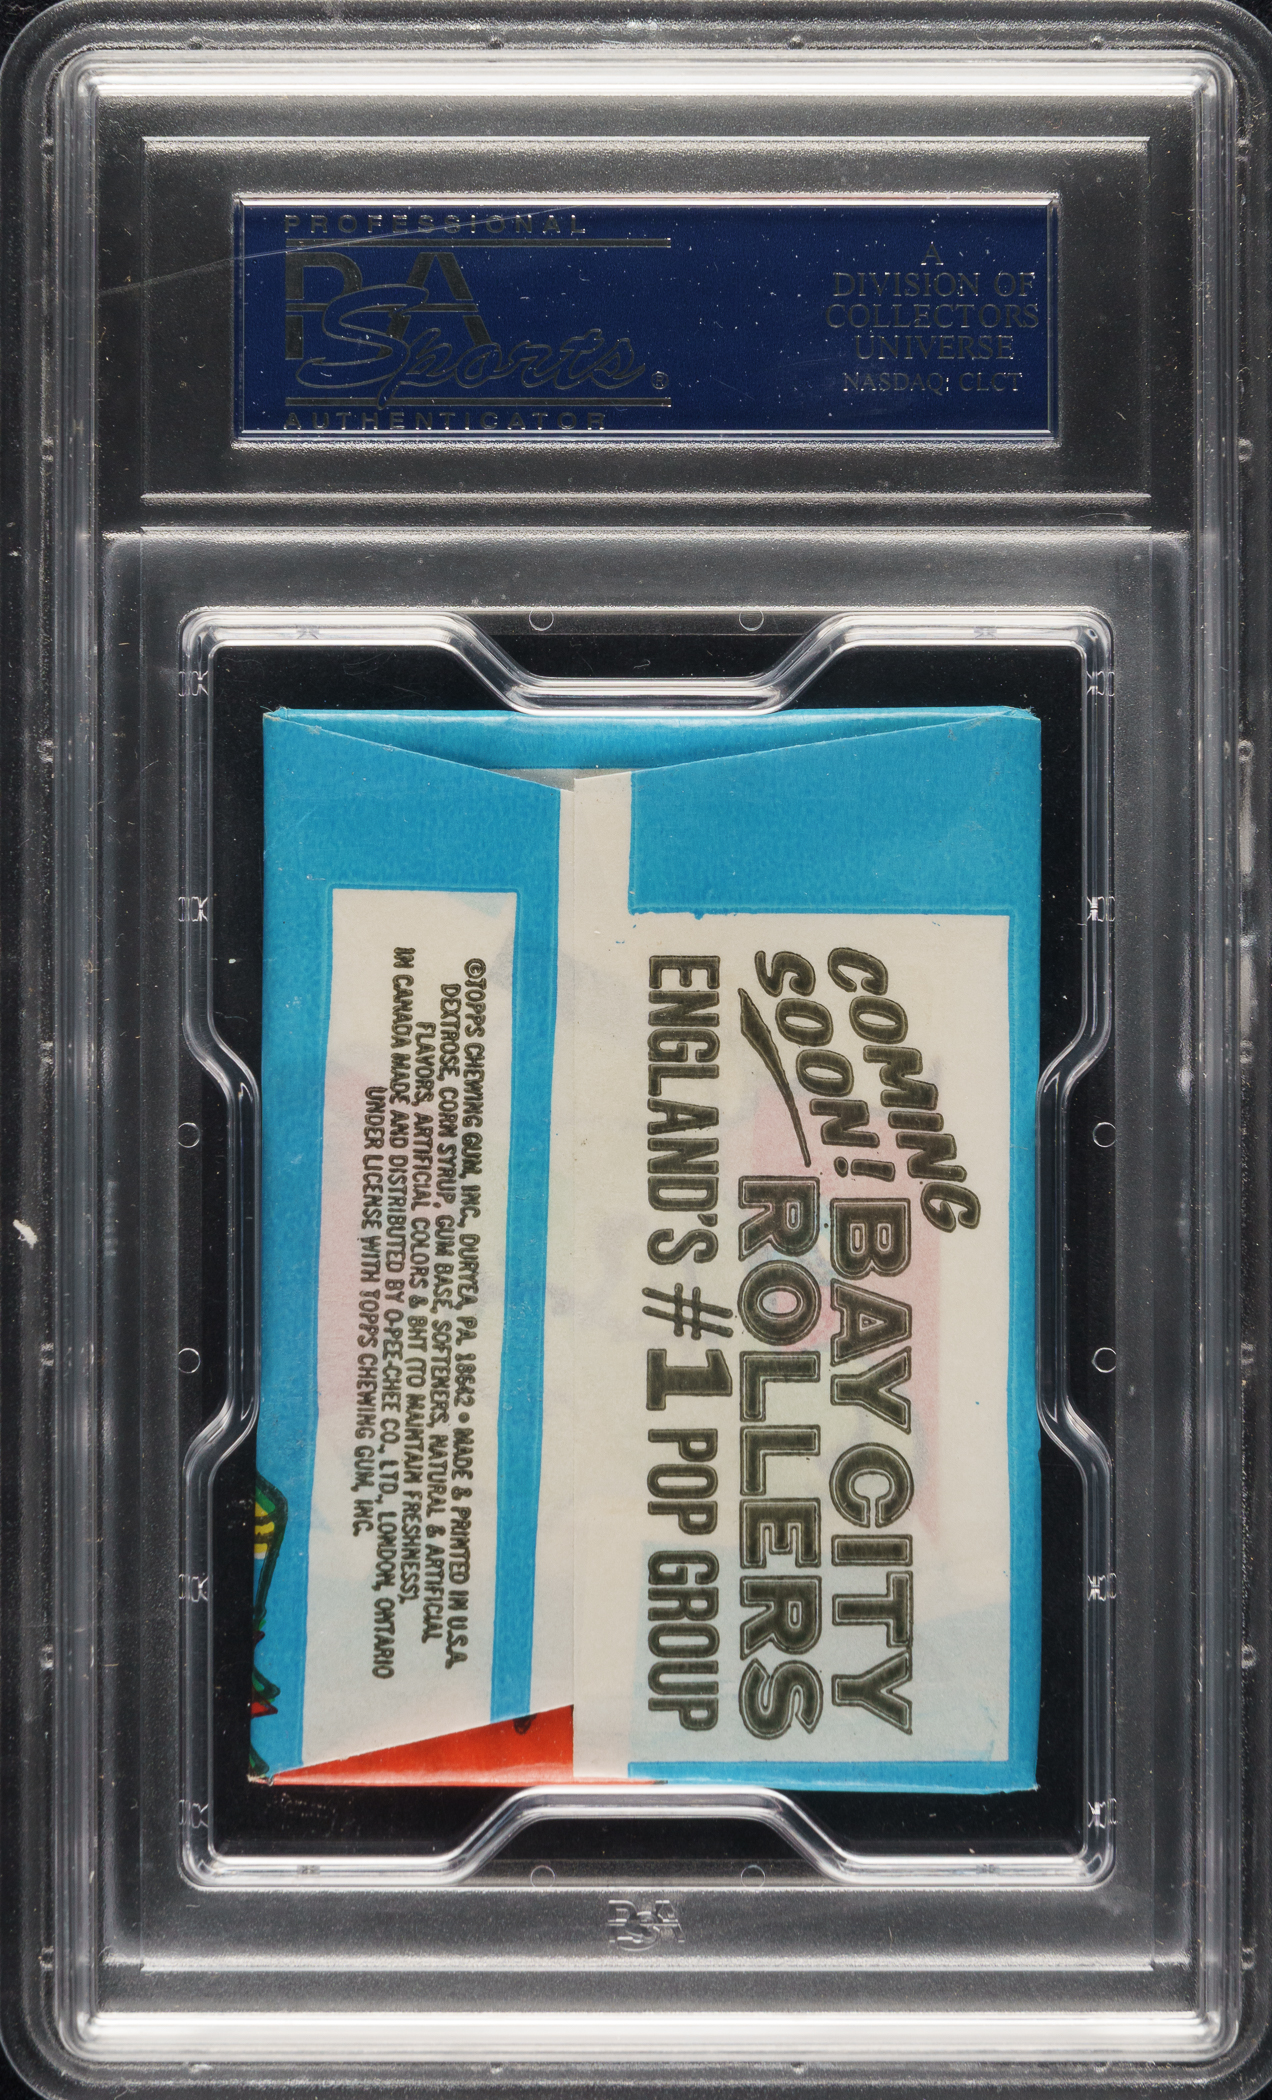 PROFESSIONAL
PSA
Sports®
AUTHENTICATOR
A
DIVISION OF
COLLECTORS
UNIVERSE
NASDAQ: CLCT
COMING
SOON! BAY CITY
ROLLERS
ENGLAND'S #1 POP GROUP
©TOPPS CHEWING GUM, INC., DURYEA, PA. 18642 • MADE & PRINTED IN U.S.A.
DEXTROSE, CORN SYRUP, GUM BASE, SOFTENERS, NATURAL & ARTIFICIAL
FLAVORS, ARTIFICIAL COLORS & BHT (TO MAINTAIN FRESHNESS).
IN CANADA MADE AND DISTRIBUTED BY O-PEE-CHEE CO., LTD., LONDON, ONTARIO
UNDER LICENSE WITH TOPPS CHEWING GUM, INC.
PSA